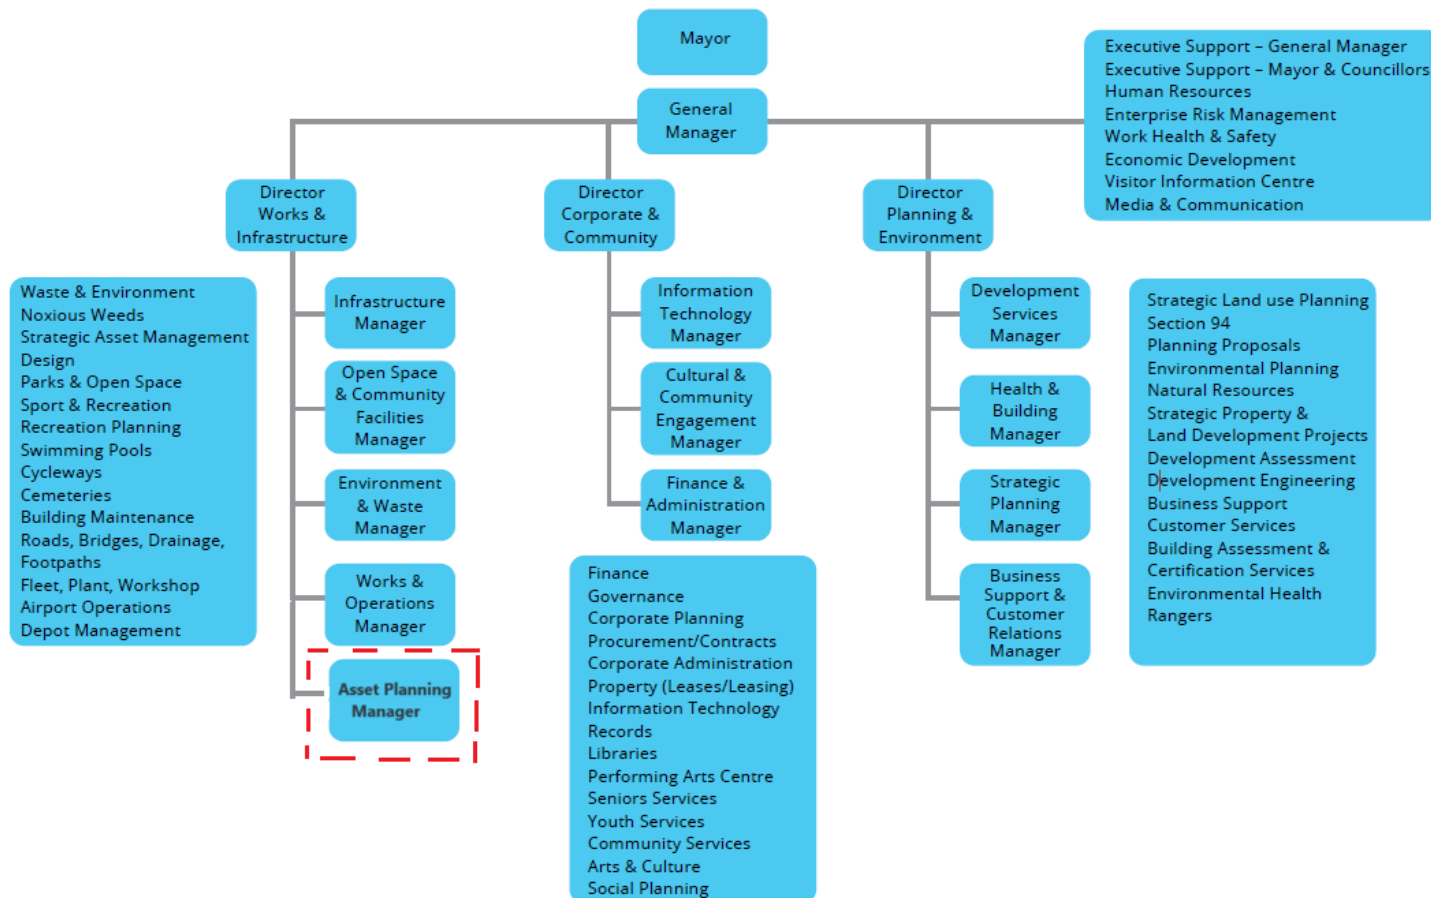 Mayor
General
Manager
Executive Support – General Manager
Executive Support – Mayor & Councillors
Human Resources
Enterprise Risk Management
Work Health & Safety
Economic Development
Visitor Information Centre
Media & Communication
Director
Works &
Infrastructure
Director
Corporate &
Community
Director
Planning &
Environment
Waste & Environment
Noxious Weeds
Strategic Asset Management
Design
Parks & Open Space
Sport & Recreation
Recreation Planning
Swimming Pools
Cycleways
Cemeteries
Building Maintenance
Roads, Bridges, Drainage,
Footpaths
Fleet, Plant, Workshop
Airport Operations
Depot Management
Infrastructure
Manager
Open Space
& Community
Facilities
Manager
Environment
& Waste
Manager
Works &
Operations
Manager
Asset Planning
Manager
Information
Technology
Manager
Cultural &
Community
Engagement
Manager
Finance &
Administration
Manager
Finance
Governance
Corporate Planning
Procurement/Contracts
Corporate Administration
Property (Leases/Leasing)
Information Technology
Records
Libraries
Performing Arts Centre
Seniors Services
Youth Services
Community Services
Arts & Culture
Social Planning
Development
Services
Manager
Health &
Building
Manager
Strategic
Planning
Manager
Business
Support &
Customer
Relations
Manager
Strategic Land use Planning
Section 94
Planning Proposals
Environmental Planning
Natural Resources
Strategic Property &
Land Development Projects
Development Assessment
Development Engineering
Business Support
Customer Services
Building Assessment &
Certification Services
Environmental Health
Rangers